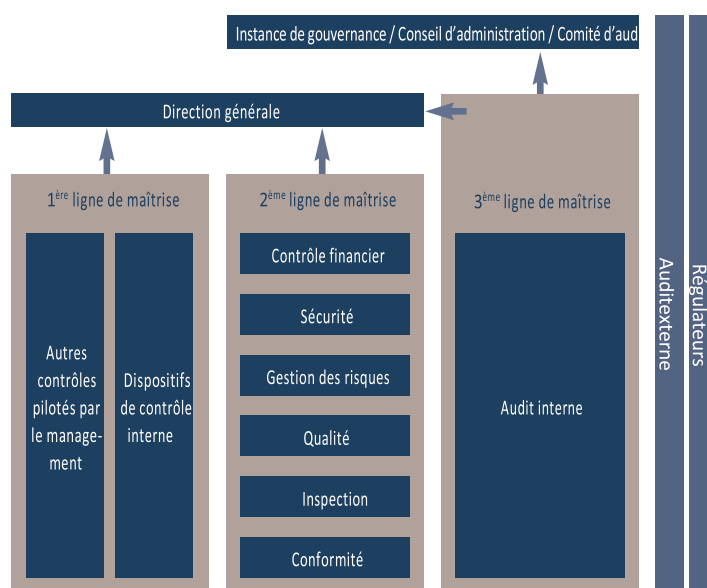 Instance de gouvernance / Conseil d’administration / Comité d’aud
Direction générale
1ère ligne de maîtrise
Autres
contrôles
pilotés par
le manage-
ment
Dispositifs
de contrôle
interne
2ème ligne de maîtrise
Contrôle financier
Sécurité
Gestion des risques
Qualité
Inspection
Conformité
3ème ligne de maîtrise
Audit interne
Auditexterne
Régulateurs